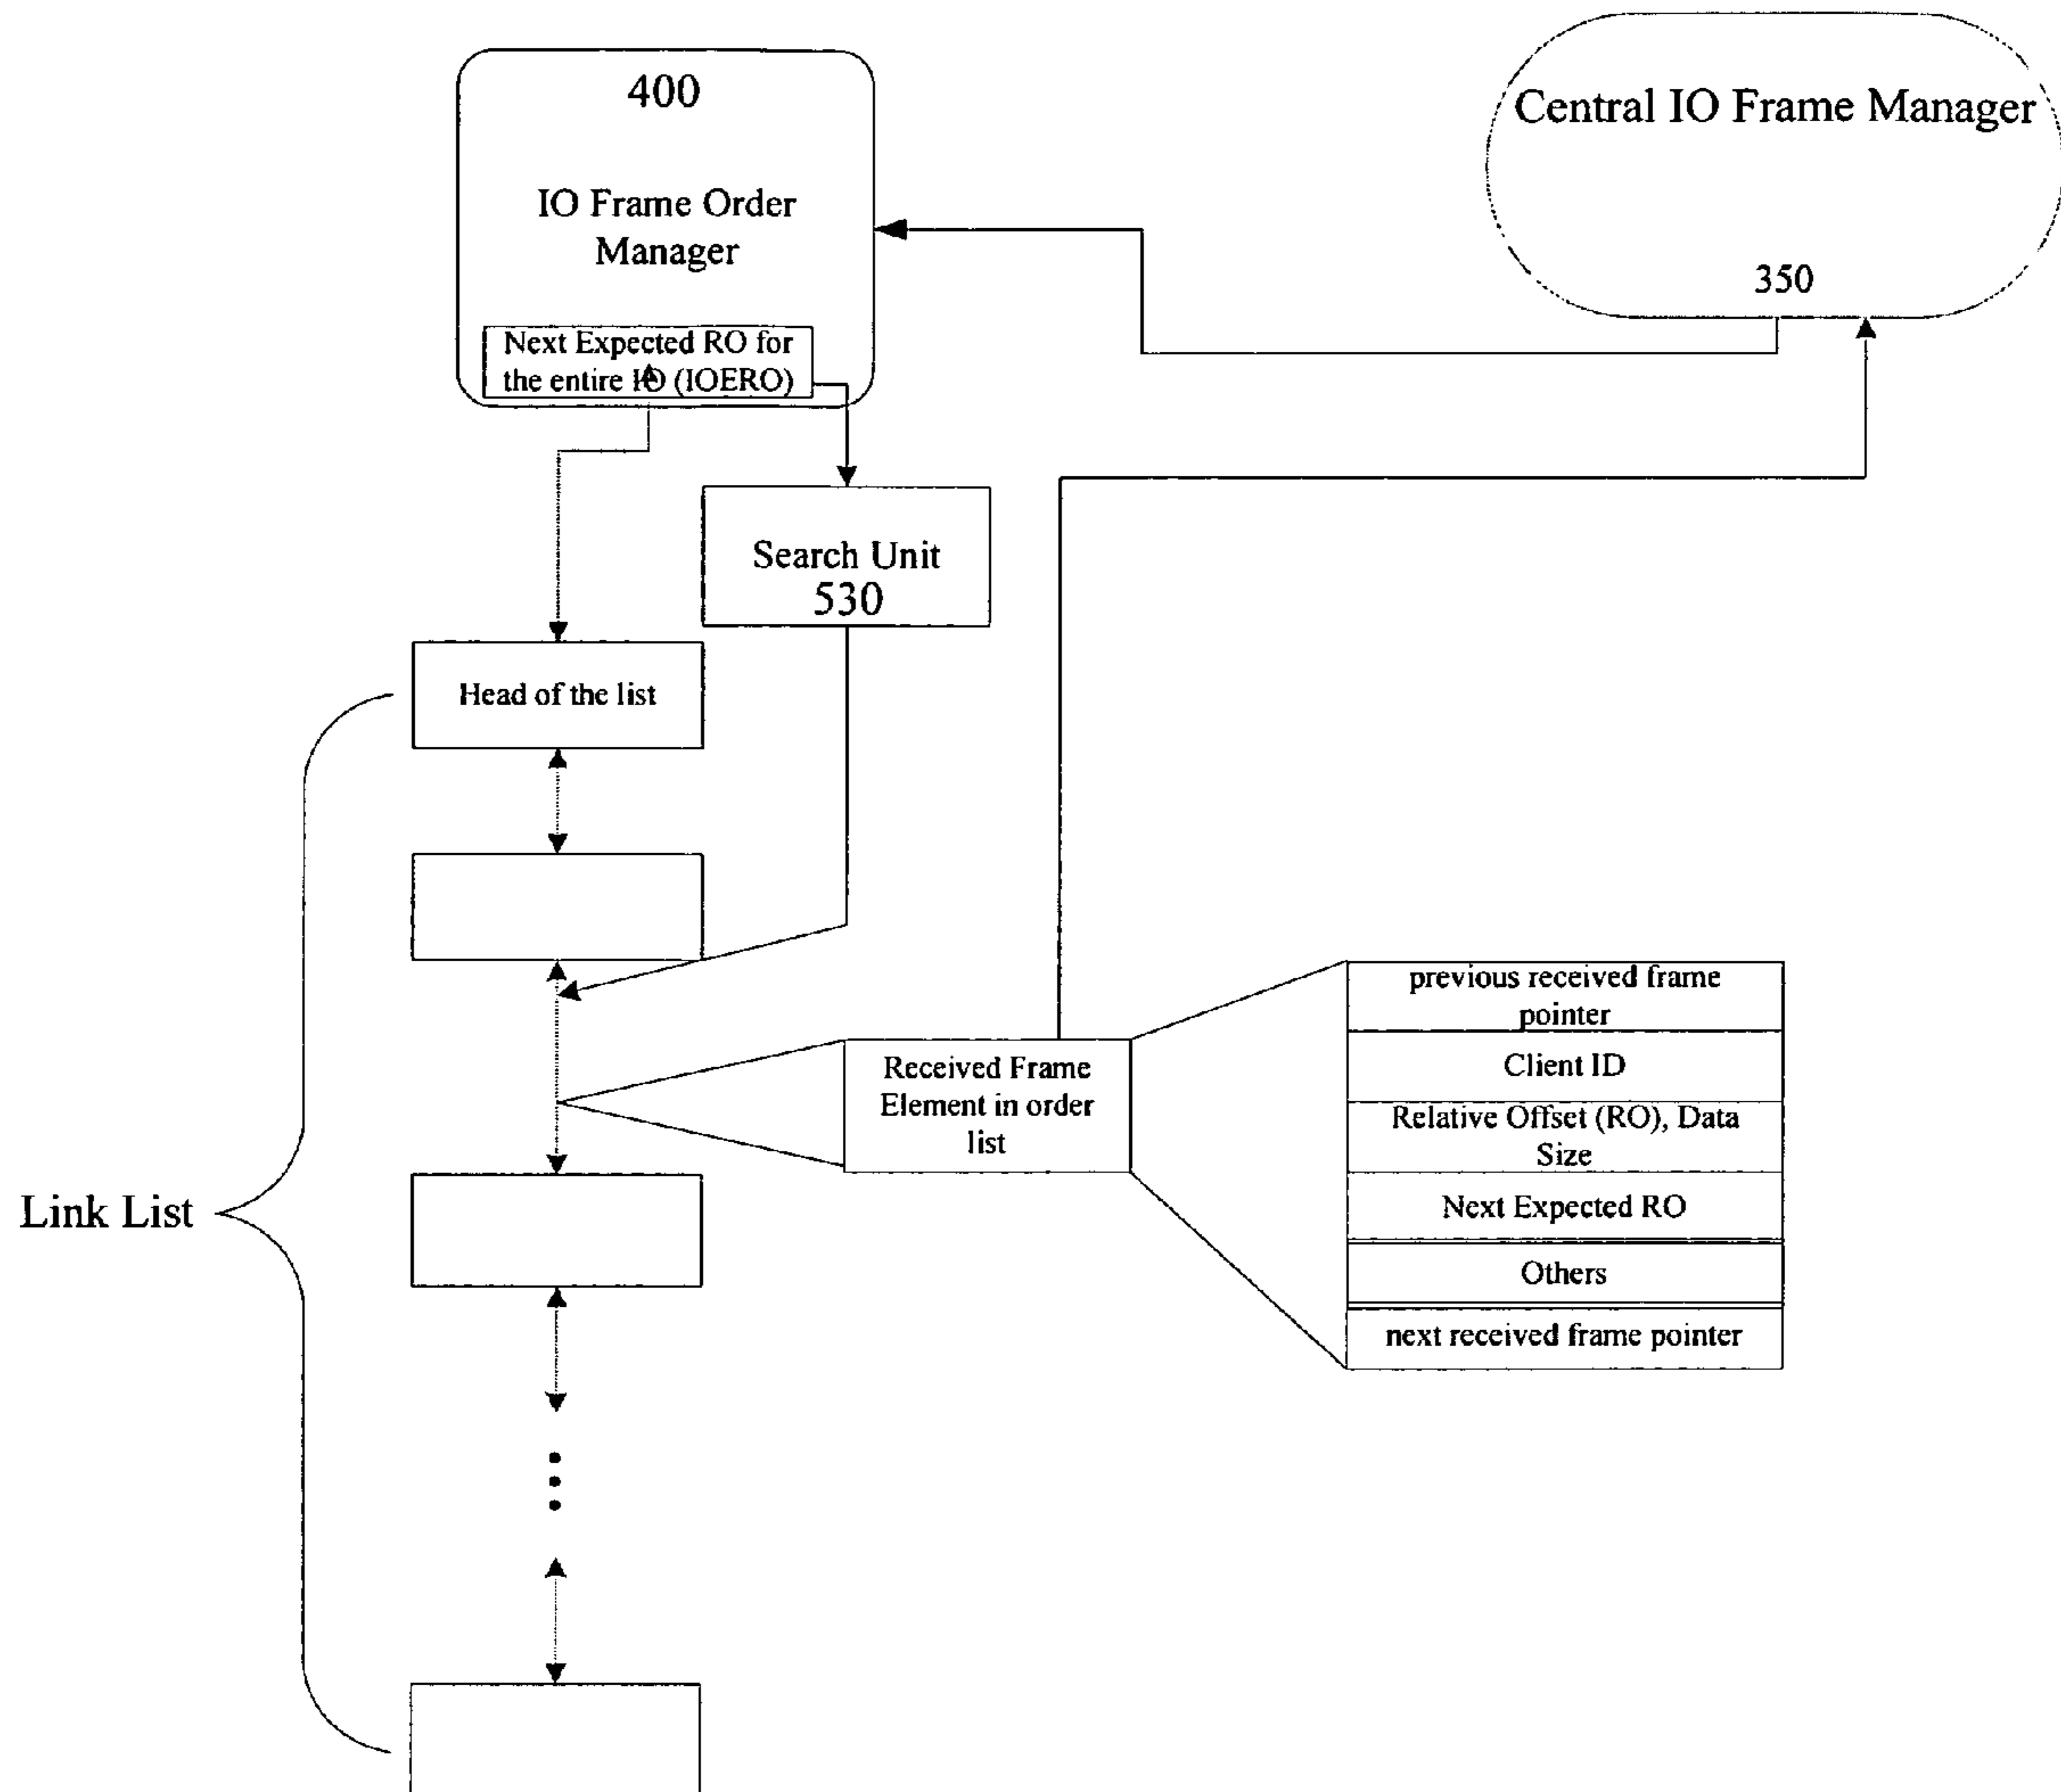 400
IO Frame Order
Manager
Next Expected RO for
the entire IO (IOERO)
Central IO Frame Manager
350
Search Unit
530
Head of the list
Link List
Received Frame
Element in order
list
previous received frame
pointer
Client ID
Relative Offset (RO), Data
Size
Next Expected RO
Others
next received frame pointer